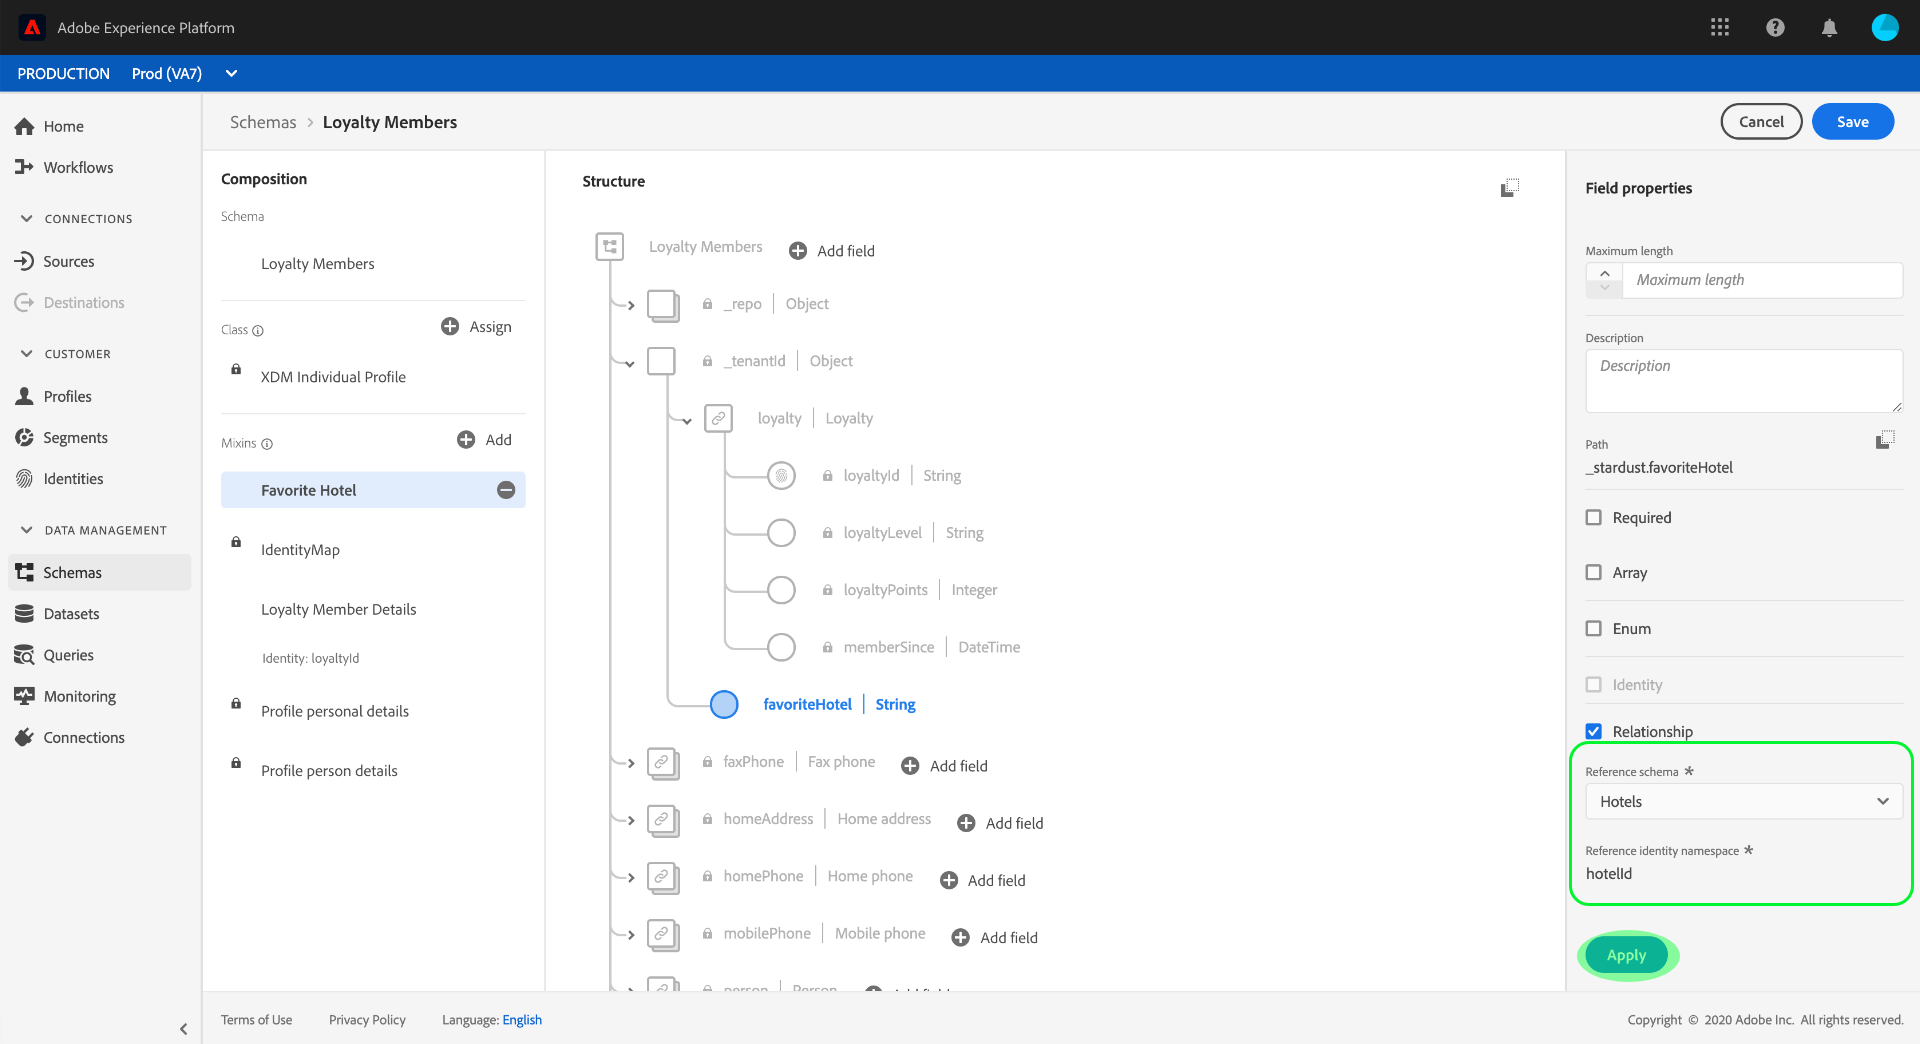 Adobe Experience Platform
PRODUCTION Prod (VA7)
Home
Workflows
CONNECTIONS
Sources
Destinations
CUSTOMER
Profiles
Segments
Identities
DATA MANAGEMENT
Schemas
Datasets
Queries
Monitoring
Connections
Schemas > Loyalty Members
Cancel
Save
Composition
Schema
Loyalty Members
Class
Assign
XDM Individual Profile
Mixins
Add
Favorite Hotel
IdentityMap
Loyalty Member Details
Identity: loyaltyId
Profile personal details
Profile person details
Structure
Loyalty Members Add field
_repo | Object
_tenantId | Object
loyalty | Loyalty
loyaltyId | String
loyaltyLevel | String
loyaltyPoints | Integer
memberSince | DateTime
favoriteHotel | String
faxPhone | Fax phone Add field
homeAddress | Home address Add field
homePhone | Home phone Add field
mobilePhone | Mobile phone Add field
person | Person Add field
Field properties
Maximum length
Maximum length
Description
Description
Path
_stardust.favoriteHotel
Required
Array
Enum
Identity
Relationship
Reference schema *
Hotels
Reference identity namespace *
hotelId
Apply
Terms of Use Privacy Policy Language: English
Copyright © 2020 Adobe Inc. All rights reserved.